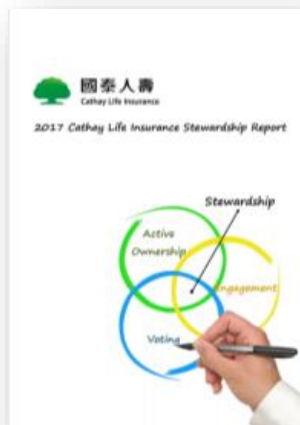 國泰人壽
Cathay Life Insurance
2017 Cathay Life Insurance Stewardship Report
Stewardship
Active
Ownership
Engagement
Voting